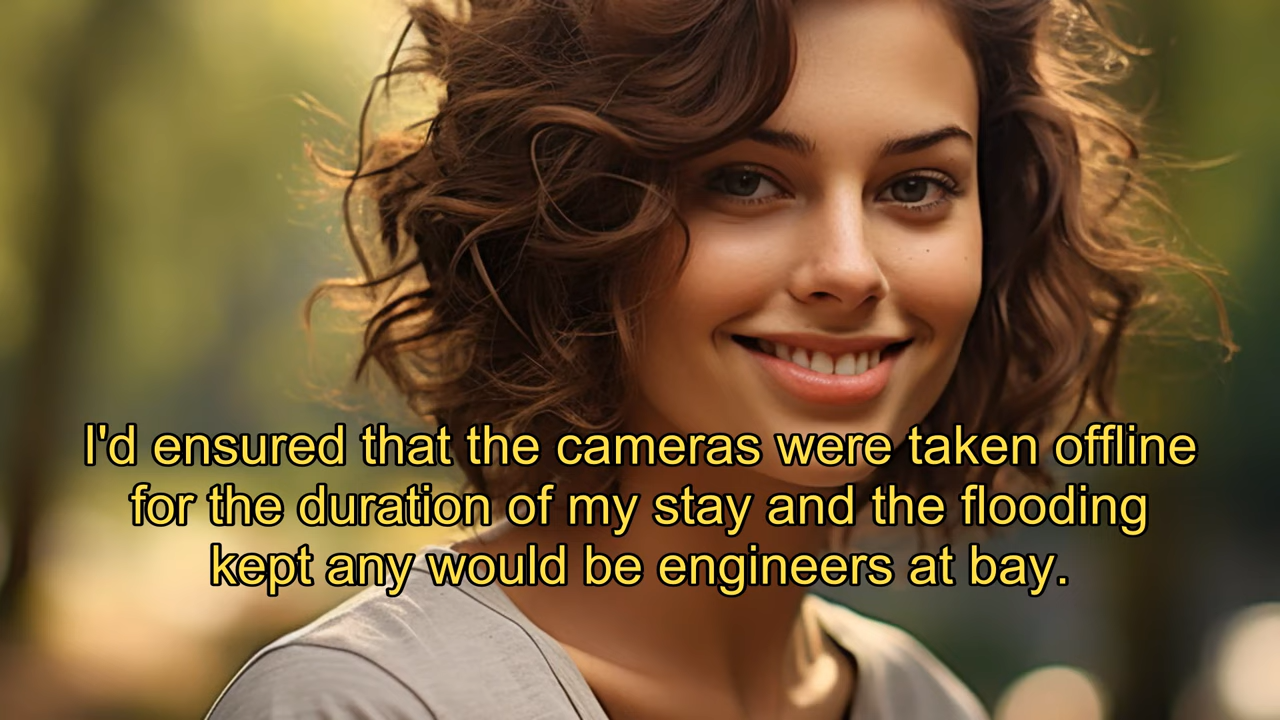 I'd ensured that the cameras were taken offline
for the duration of my stay and the flooding
kept any would be engineers at bay.